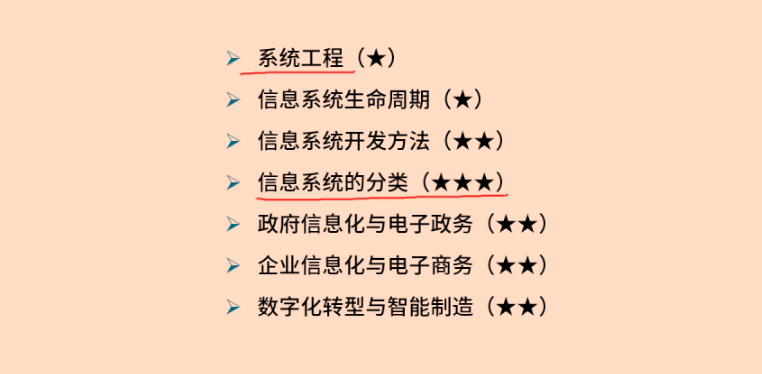 ➢ 系统工程（★）
➢ 信息系统生命周期（★）
➢ 信息系统开发方法（★★）
➢ 信息系统的分类（★★★）
➢ 政府信息化与电子政务（★★）
➢ 企业信息化与电子商务（★★）
➢ 数字化转型与智能制造（★★）